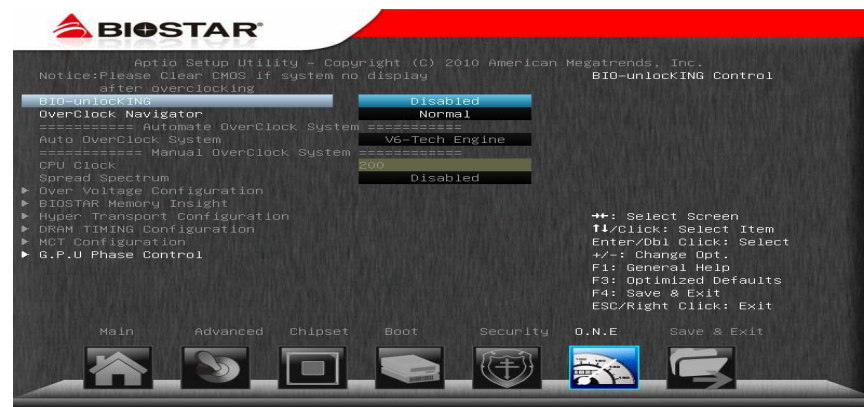 BIOSTAR
Aptio Setup Utility - Copyright (C) 2010 American Megatrends, Inc.
Notice:Please Clear CMOS if system no display
after overclocking
BIO-unlocKING Control
BIO-unlocKING Disabled
OverClock Navigator Normal
=========== Automate OverClock System ===========
Auto OverClock System V6-Tech Engine
=========== Manual OverClock System ============
CPU Clock 200
Spread Spectrum Disabled
► Over Voltage Configuration
► BIOSTAR Memory Insight
► Hyper Transport Configuration
► DRAM TIMING Configuration
► MCT Configuration
► G.P.U Phase Control
→←: Select Screen
↑↓/Click: Select Item
Enter/Dbl Click: Select
+/-: Change Opt.
F1: General Help
F3: Optimized Defaults
F4: Save & Exit
ESC/Right Click: Exit
Main Advanced Chipset Boot Security O.N.E Save & Exit